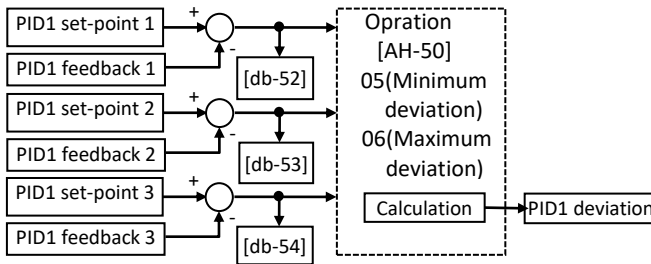 PID1 set-point 1
+
-
PID1 feedback 1
[db-52]
PID1 set-point 2
+
-
PID1 feedback 2
[db-53]
PID1 set-point 3
+
-
PID1 feedback 3
[db-54]
Opration
[AH-50]
05(Minimum
deviation)
06(Maximum
deviation)
Calculation
PID1 deviation